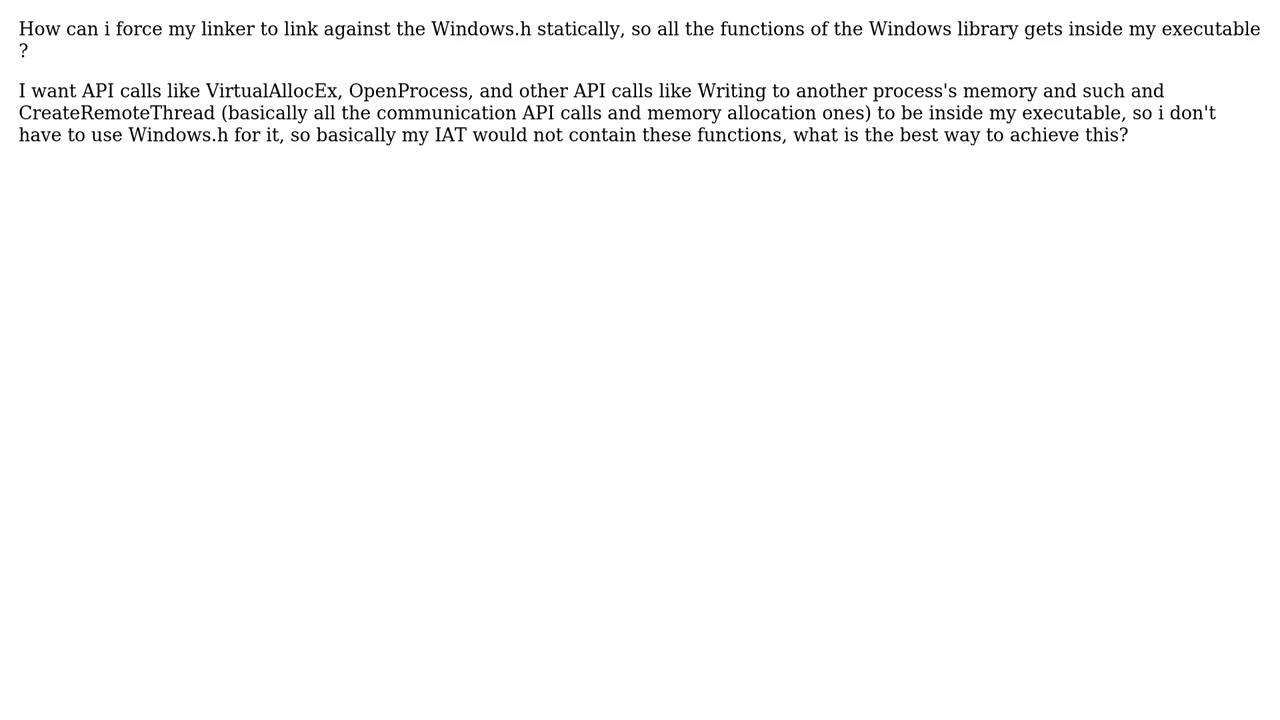 How can i force my linker to link against the Windows.h statically, so all the functions of the Windows library gets inside my executable
?
I want API calls like VirtualAllocEx, OpenProcess, and other API calls like Writing to another process's memory and such and
CreateRemoteThread (basically all the communication API calls and memory allocation ones) to be inside my executable, so i don't
have to use Windows.h for it, so basically my IAT would not contain these functions, what is the best way to achieve this?